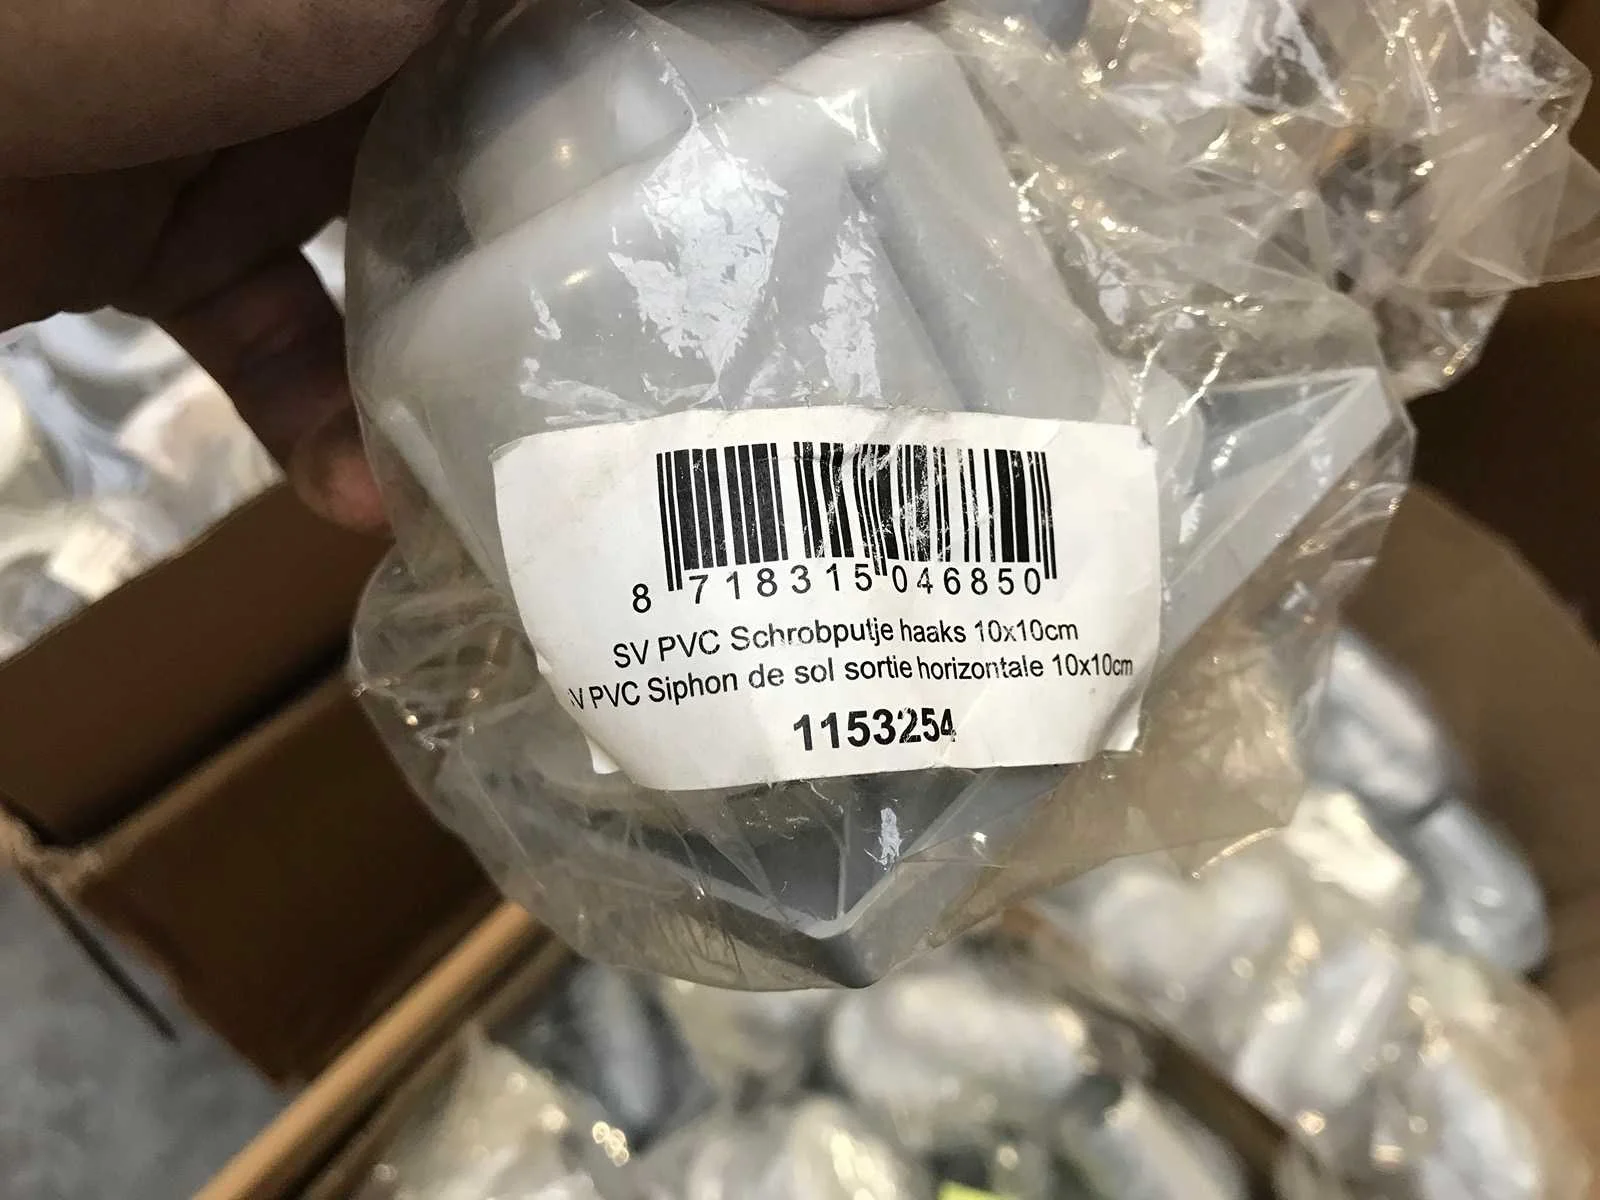 8 718315 046850
SV PVC Schrobputje haaks 10x10cm
V PVC Siphon de sol sortie horizontale 10x10cm
1153254